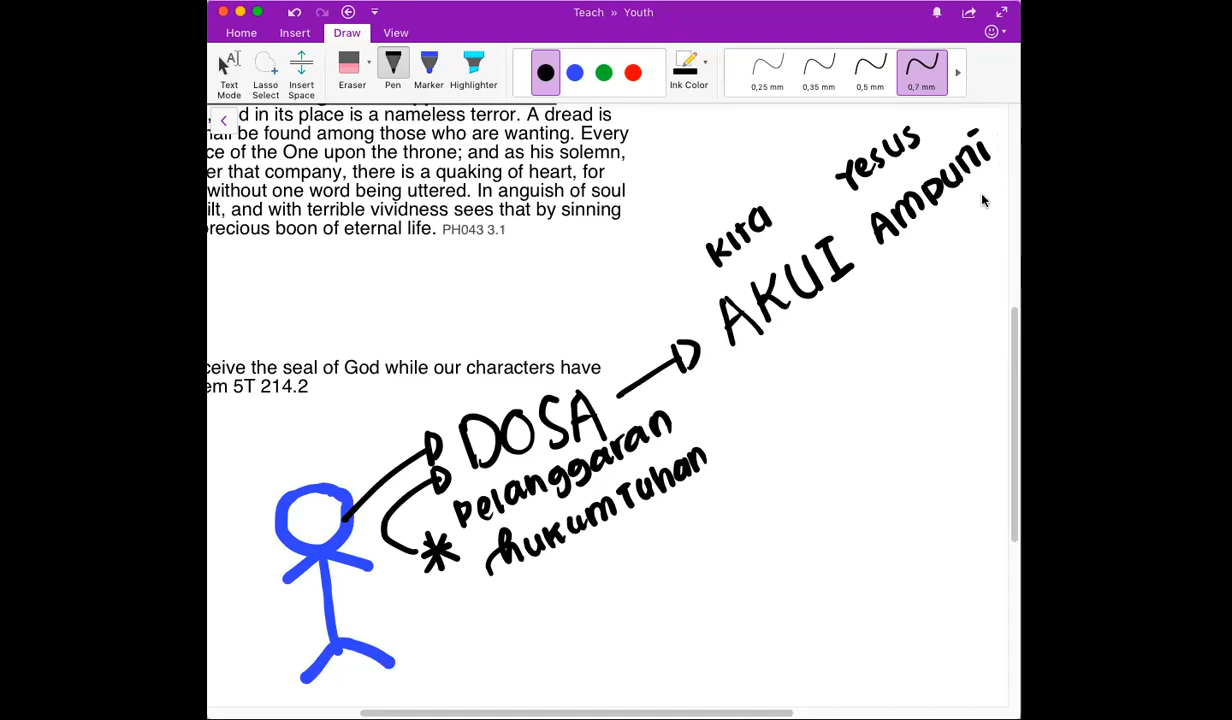 Teach » Youth
Home Insert Draw View
Text Mode
Lasso Select
Insert Space
Eraser
Pen
Marker
Highlighter
Ink Color
0,25 mm
0,35 mm
0,5 mm
0,7 mm
d in its place is a nameless terror. A dread is
be found among those who are wanting. Every
ce of the One upon the throne; and as his solemn,
er that company, there is a quaking of heart, for
without one word being uttered. In anguish of soul
ilt, and with terrible vividness sees that by sinning
precious boon of eternal life. PH043 3.1
Yesus
Ampuni
kita
AKUI
ceive the seal of God while our characters have
em 5T 214.2
DOSA
* pelanggaran
hukum Tuhan